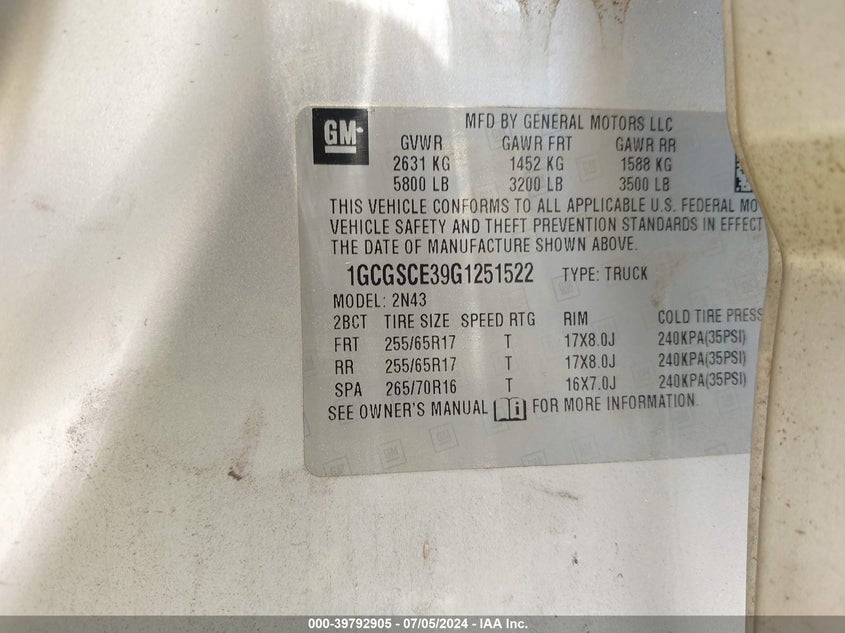 GM
MFD BY GENERAL MOTORS LLC
GVWR GAWR FRT GAWR RR
2631 KG 1452 KG 1588 KG
5800 LB 3200 LB 3500 LB
THIS VEHICLE CONFORMS TO ALL APPLICABLE U.S. FEDERAL MO
VEHICLE SAFETY AND THEFT PREVENTION STANDARDS IN EFFECT
THE DATE OF MANUFACTURE SHOWN ABOVE.
1GCGSCE39G1251522 TYPE: TRUCK
MODEL: 2N43
2BCT TIRE SIZE SPEED RTG RIM COLD TIRE PRESS
FRT 255/65R17 T 17X8.0J 240KPA(35PSI)
RR 255/65R17 T 17X8.0J 240KPA(35PSI)
SPA 265/70R16 T 16X7.0J 240KPA(35PSI)
SEE OWNER'S MANUAL FOR MORE INFORMATION.
000-39792905 - 07/05/2024 - IAA Inc.